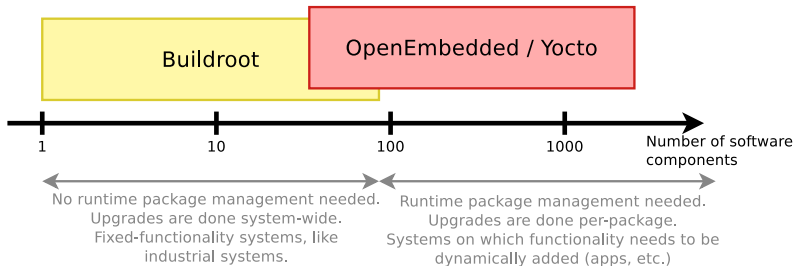 Buildroot
OpenEmbedded / Yocto
1
10
100
1000
Number of software
components
No runtime package management needed.
Upgrades are done system-wide.
Fixed-functionality systems, like
industrial systems.
Runtime package management needed.
Upgrades are done per-package.
Systems on which functionality needs to be
dynamically added (apps, etc.)